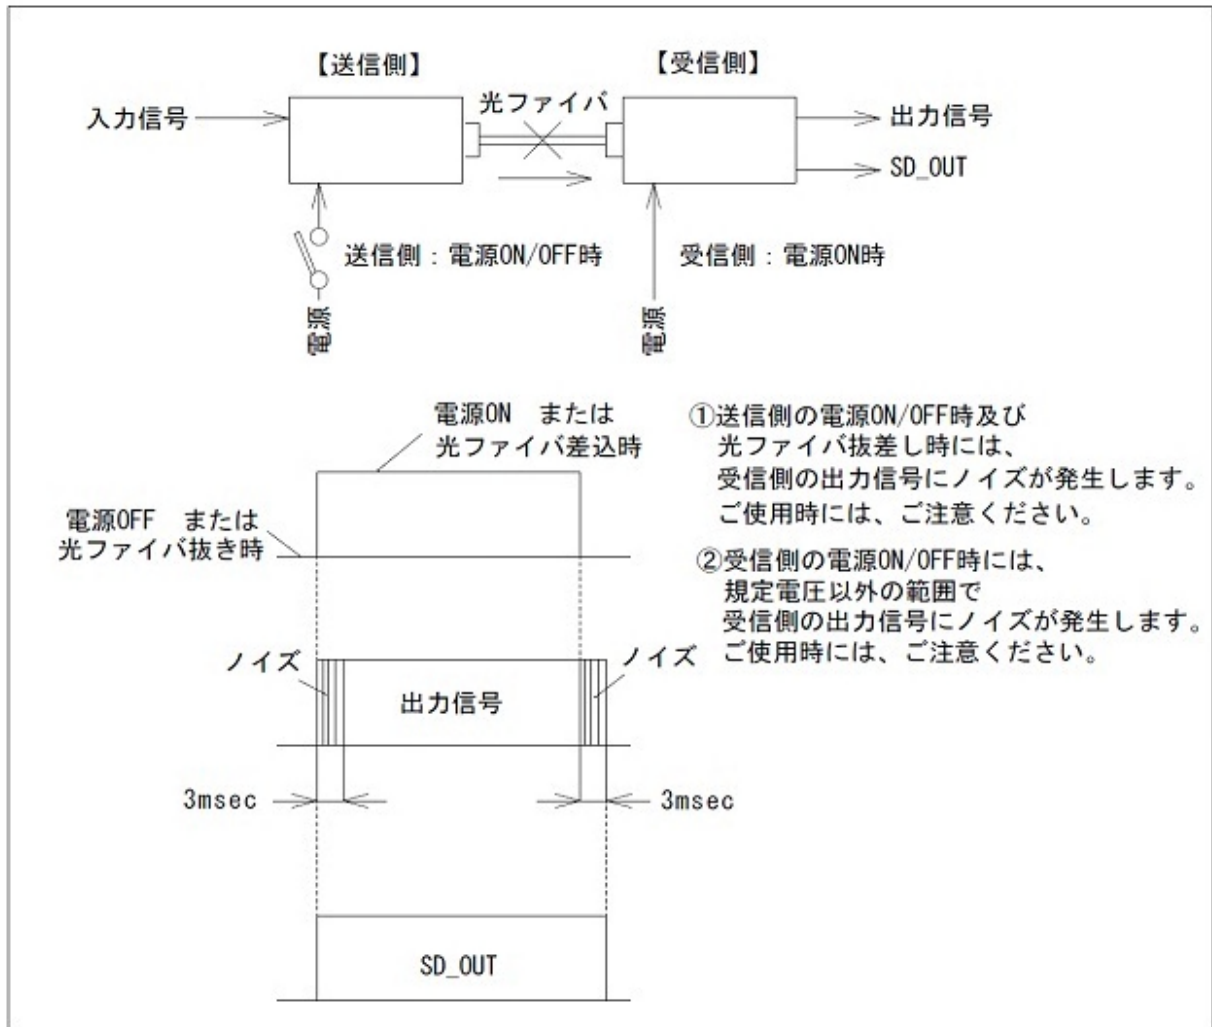 【送信側】
【受信側】
入力信号
光ファイバ
出力信号
SD_OUT
送信側：電源ON/OFF時
受信側：電源ON時
電源
電源
電源ON　または
光ファイバ差込時
電源OFF　または
光ファイバ抜き時
①送信側の電源ON/OFF時及び
光ファイバ抜差し時には、
受信側の出力信号にノイズが発生します。
ご使用時には、ご注意ください。
②受信側の電源ON/OFF時には、
規定電圧以外の範囲で
受信側の出力信号にノイズが発生します。
ご使用時には、ご注意ください。
ノイズ
出力信号
ノイズ
3msec
3msec
SD_OUT